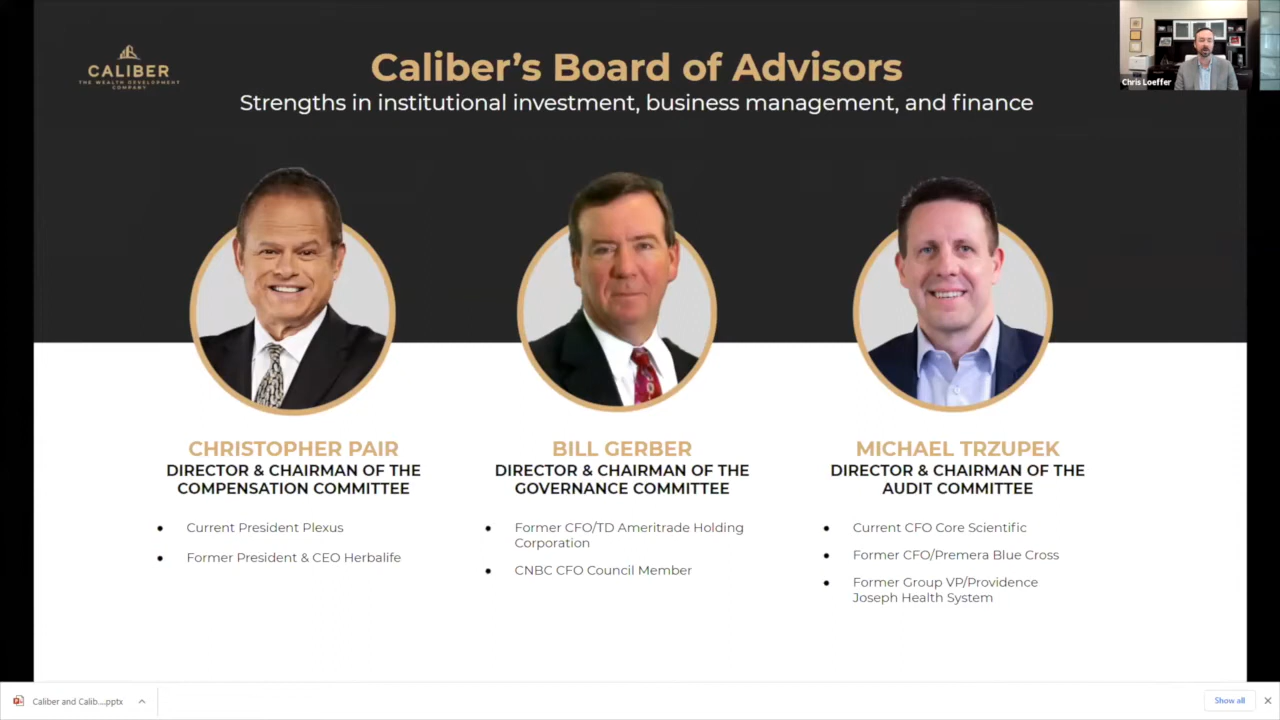 CALIBER
THE WEALTH DEVELOPMENT
COMPANY
Caliber's Board of Advisors
Strengths in institutional investment, business management, and finance
Chris Loeffer
CHRISTOPHER PAIR
DIRECTOR & CHAIRMAN OF THE
COMPENSATION COMMITTEE
• Current President Plexus
• Former President & CEO Herbalife
BILL GERBER
DIRECTOR & CHAIRMAN OF THE
GOVERNANCE COMMITTEE
• Former CFO/TD Ameritrade Holding
Corporation
• CNBC CFO Council Member
MICHAEL TRZUPEK
DIRECTOR & CHAIRMAN OF THE
AUDIT COMMITTEE
• Current CFO Core Scientific
• Former CFO/Premera Blue Cross
• Former Group VP/Providence
Joseph Health System
Caliber and Calib....pptx
Show all